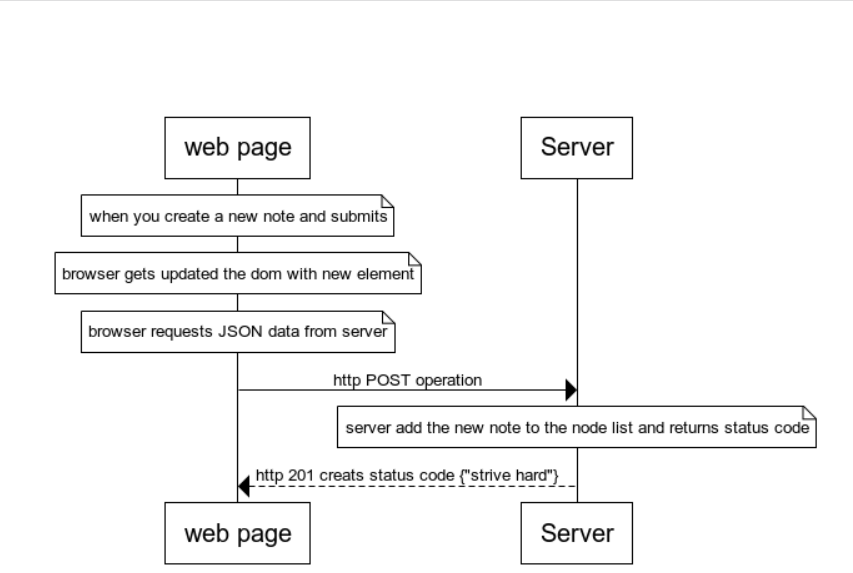 web page
Server
when you create a new note and submits
browser gets updated the dom with new element
browser requests JSON data from server
http POST operation
server add the new note to the node list and returns status code
http 201 creats status code {"strive hard"}
web page
Server